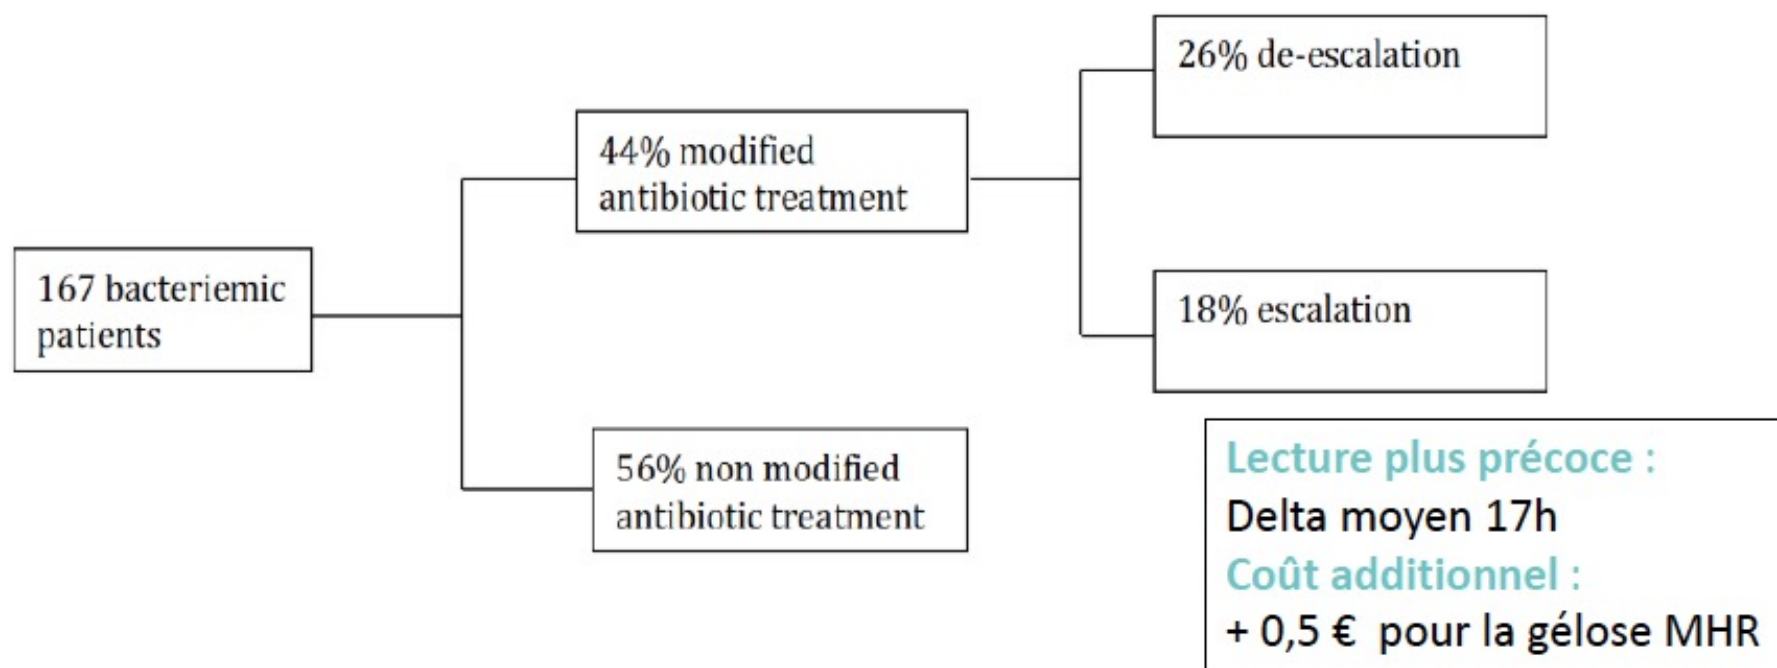 167 bacteriemic
patients
44% modified
antibiotic treatment
56% non modified
antibiotic treatment
26% de-escalation
18% escalation
Lecture plus précoce :
Delta moyen 17h
Coût additionnel :
+ 0,5 € pour la gélose MHR